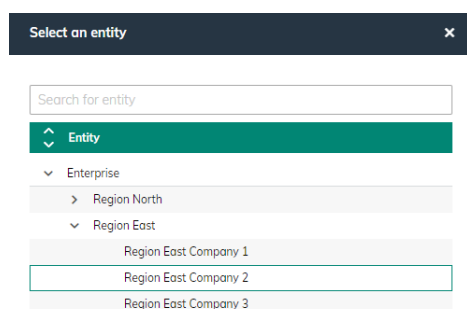 Select an entity
Search for entity
Entity
Enterprise
Region North
Region East
Region East Company 1
Region East Company 2
Region East Company 3